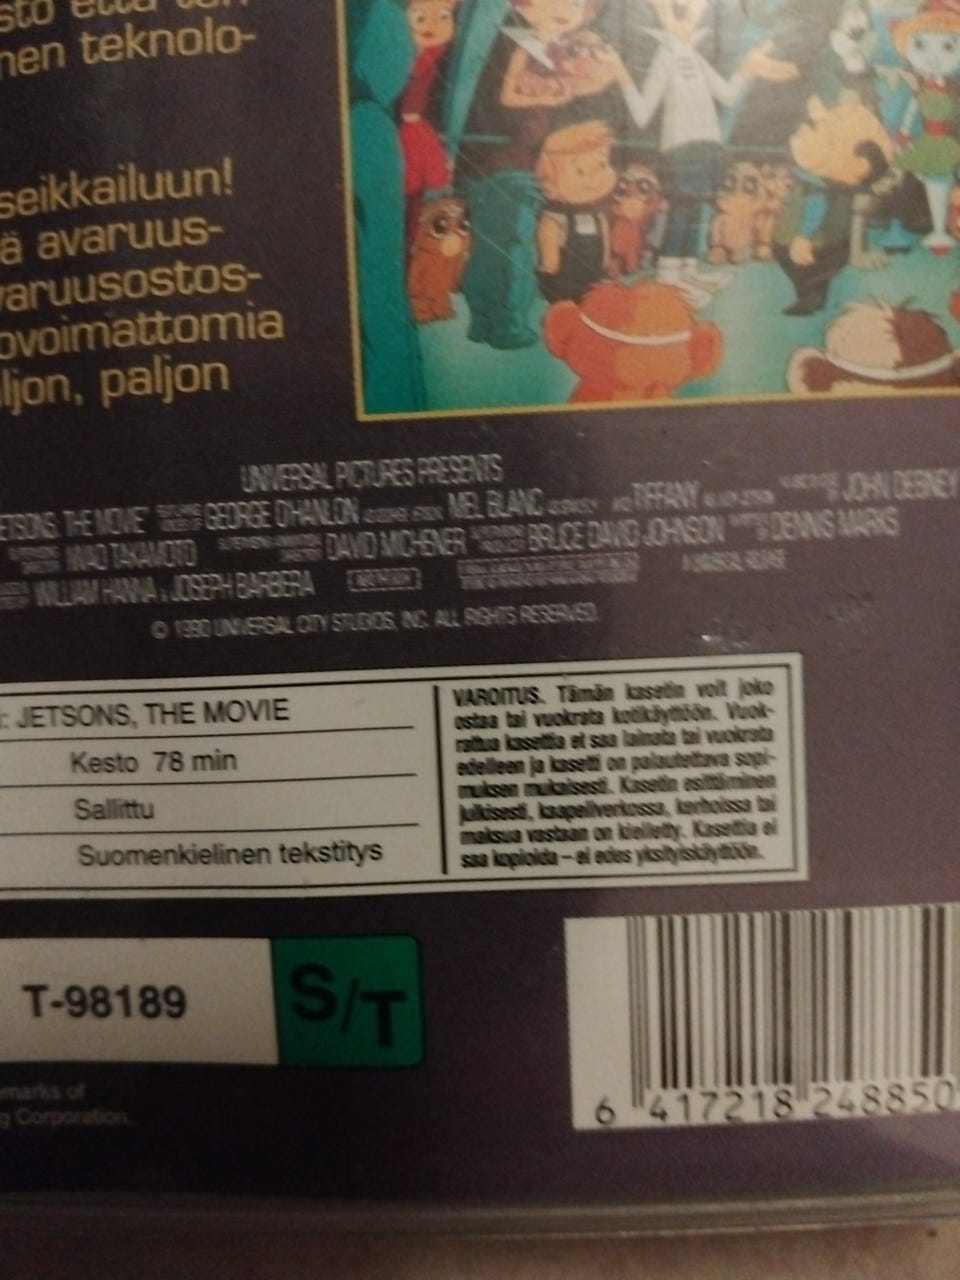 sto että
nen teknolo-
seikkailuun!
ä avaruus-
varuusostos-
ovoimattomia
ljon, paljon
UNIVERSAL PICTURES PRESENTS
ETSONS: THE MOVIE" GEORGE O'HANLON MEL BLANC TIFFANY JOHN DEBNEY
IWAO TAKAMOTO DAVID MICHENER BRUCE DAVID JOHNSON DENNIS MARKS
WILLIAM HANNA & JOSEPH BARBERA A UNIVERSAL RELEASE
© 1990 UNIVERSAL CITY STUDIOS, INC. ALL RIGHTS RESERVED.
: JETSONS, THE MOVIE
Kesto 78 min
Sallittu
Suomenkielinen tekstitys
VAROITUS. Tämän kasetin voit joko
ostaa tai vuokrata kotikäyttöön. Vuok-
rattua kasettia et saa lainata tai vuokrata
edelleen ja kasetti on palautettava sopi-
muksen mukaisesti. Kasetin esittäminen
julkisesti, kaapeliverkossa, kerhoissa tai
maksua vastaan on kielletty. Kasettia ei
saa kopioida – ei edes yksityiskäyttöön.
T-98189
S/T
emarks of
g Corporation.
6 417218 248850